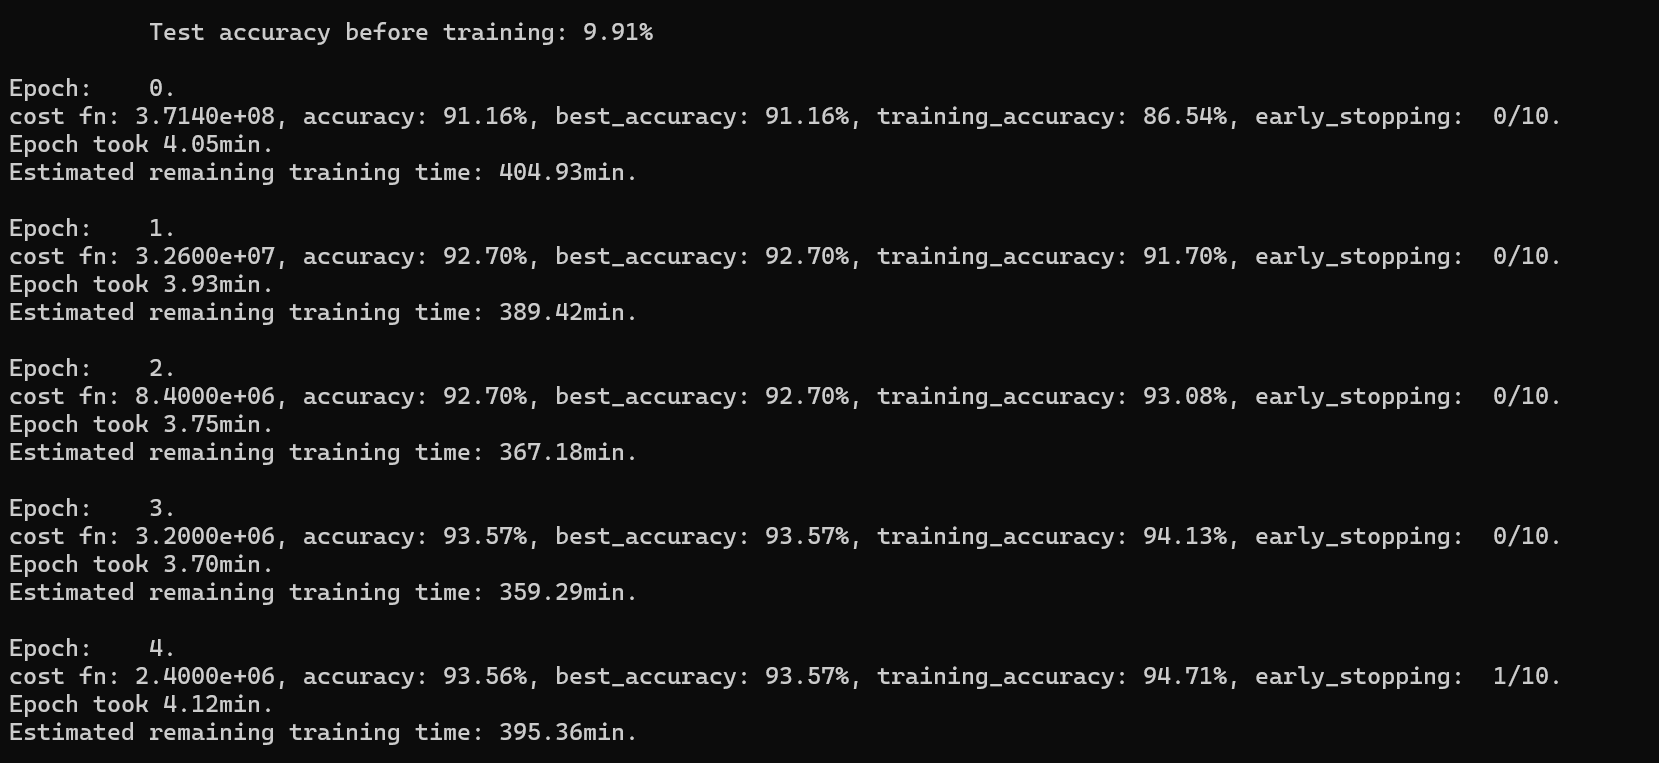 Test accuracy before training: 9.91%
Epoch:    0.
cost fn: 3.7140e+08, accuracy: 91.16%, best_accuracy: 91.16%, training_accuracy: 86.54%, early_stopping:  0/10.
Epoch took 4.05min.
Estimated remaining training time: 404.93min.
Epoch:    1.
cost fn: 3.2600e+07, accuracy: 92.70%, best_accuracy: 92.70%, training_accuracy: 91.70%, early_stopping:  0/10.
Epoch took 3.93min.
Estimated remaining training time: 389.42min.
Epoch:    2.
cost fn: 8.4000e+06, accuracy: 92.70%, best_accuracy: 92.70%, training_accuracy: 93.08%, early_stopping:  0/10.
Epoch took 3.75min.
Estimated remaining training time: 367.18min.
Epoch:    3.
cost fn: 3.2000e+06, accuracy: 93.57%, best_accuracy: 93.57%, training_accuracy: 94.13%, early_stopping:  0/10.
Epoch took 3.70min.
Estimated remaining training time: 359.29min.
Epoch:    4.
cost fn: 2.4000e+06, accuracy: 93.56%, best_accuracy: 93.57%, training_accuracy: 94.71%, early_stopping:  1/10.
Epoch took 4.12min.
Estimated remaining training time: 395.36min.